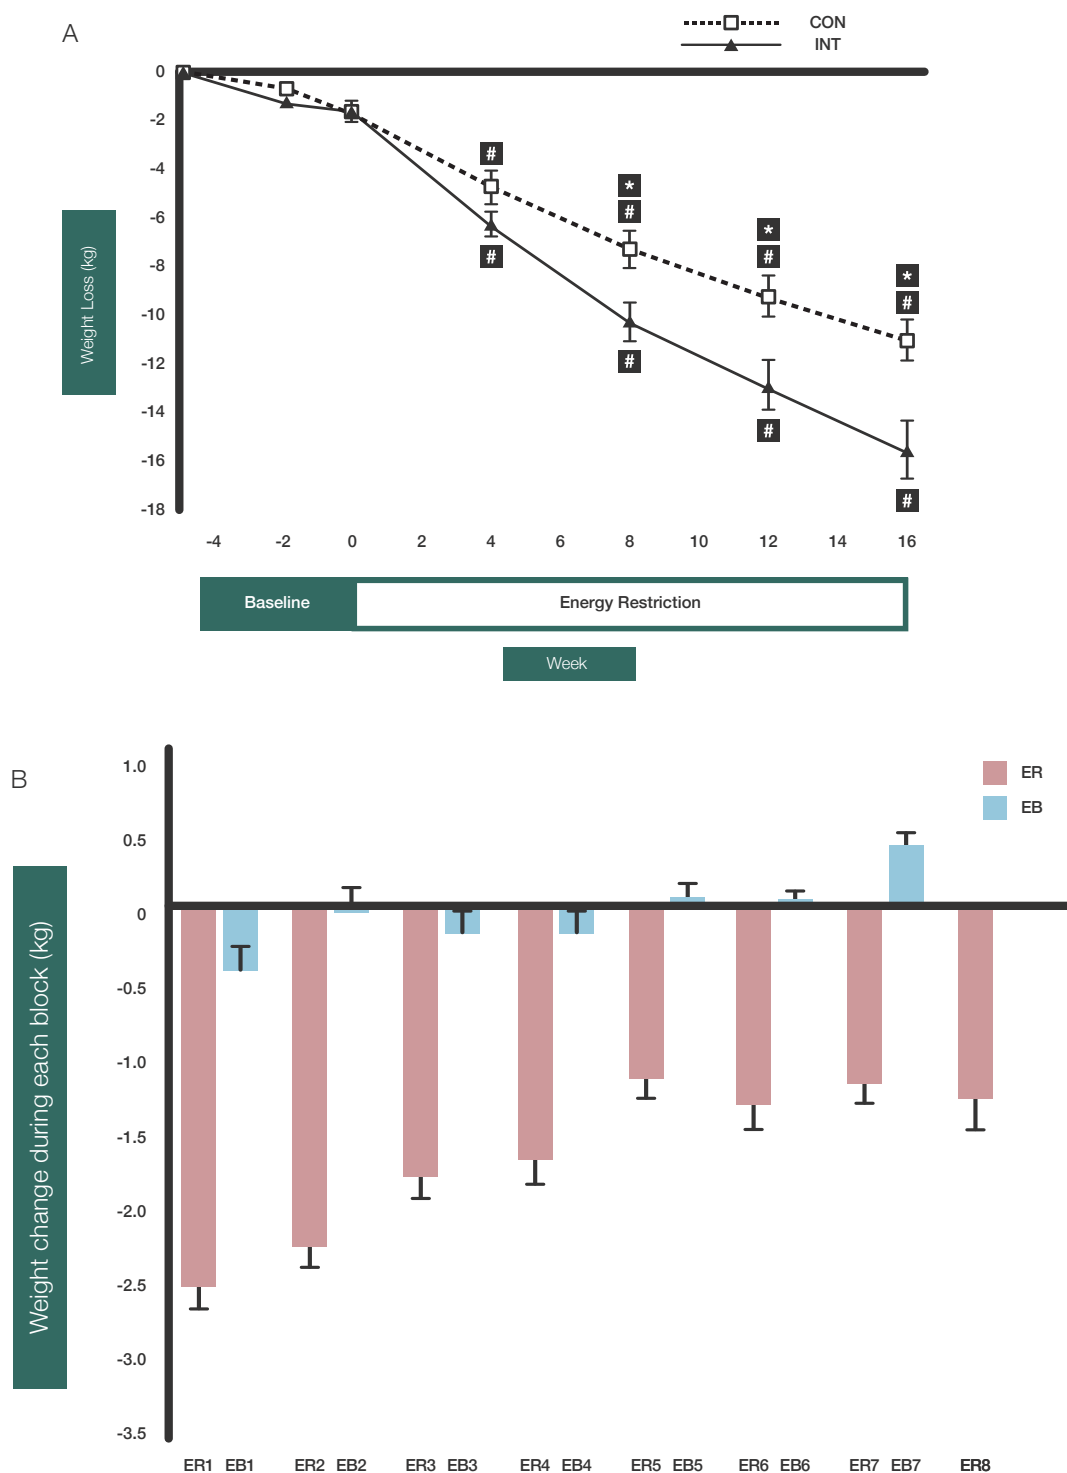 A
CON
INT
0
-2
-4
-6
-8
-10
-12
-14
-16
-18
Weight Loss (kg)
#
#
*
#
#
*
#
#
*
#
#
-4 -2 0 2 4 6 8 10 12 14 16
Baseline
Energy Restriction
Week
B
ER
EB
1.0
0.5
0
-0.5
-1.0
-1.5
-2.0
-2.5
-3.0
-3.5
Weight change during each block (kg)
ER1 EB1 ER2 EB2 ER3 EB3 ER4 EB4 ER5 EB5 ER6 EB6 ER7 EB7 ER8